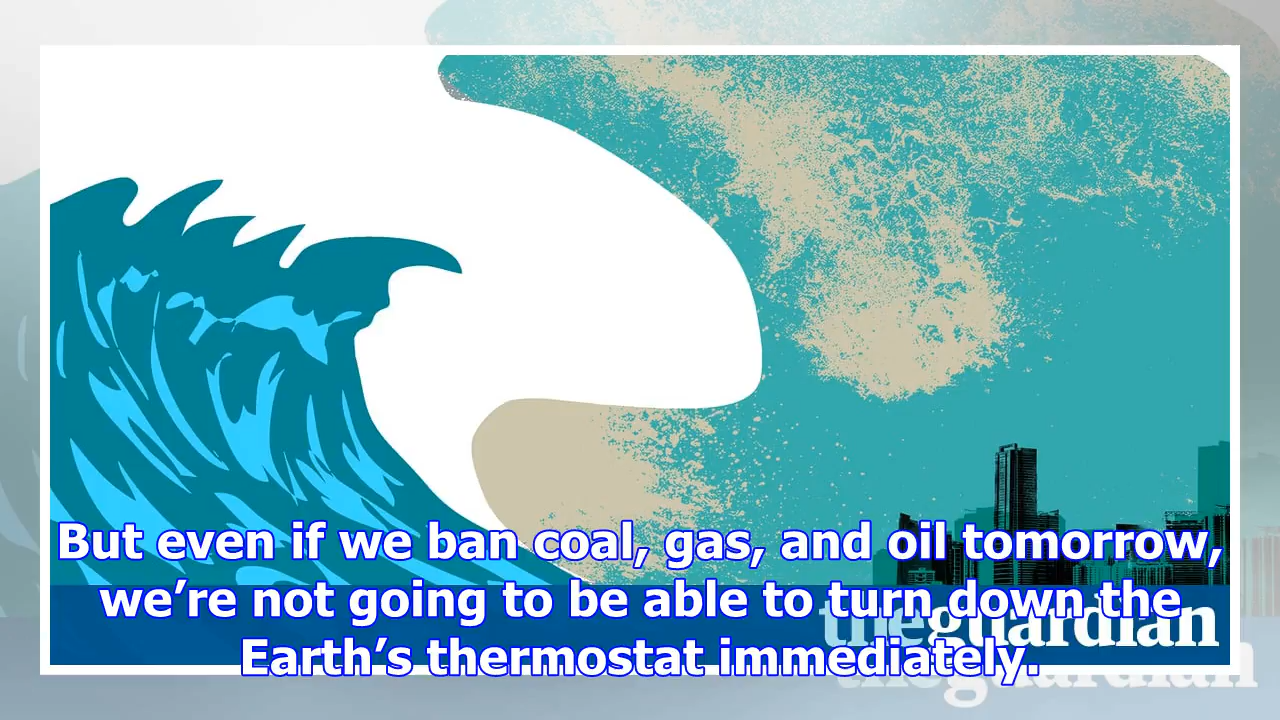 But even if we ban coal, gas, and oil tomorrow,
we’re not going to be able to turn down the
Earth’s thermostat immediately.
theguardian
theguardian